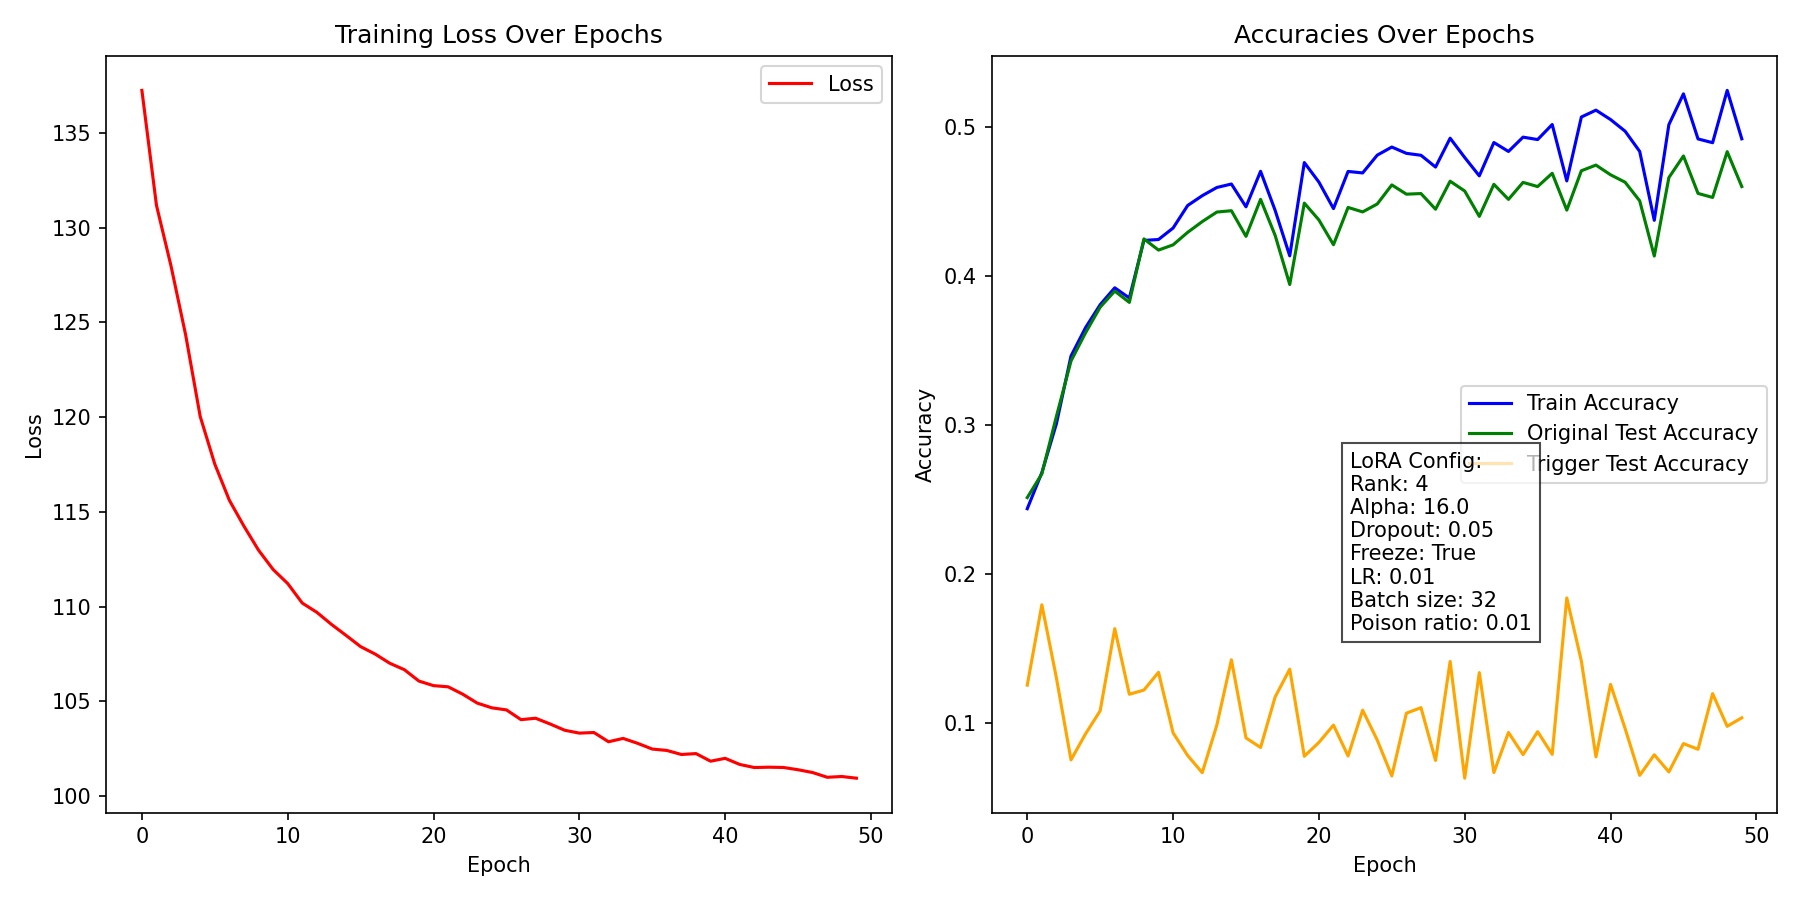 Training Loss Over Epochs
Loss
135
130
125
120
115
110
105
100
Loss
0 10 20 30 40 50
Epoch
Accuracies Over Epochs
0.5
0.4
0.3
0.2
0.1
Accuracy
Train Accuracy
Original Test Accuracy
Trigger Test Accuracy
LoRA Config:
Rank: 4
Alpha: 16.0
Dropout: 0.05
Freeze: True
LR: 0.01
Batch size: 32
Poison ratio: 0.01
0 10 20 30 40 50
Epoch